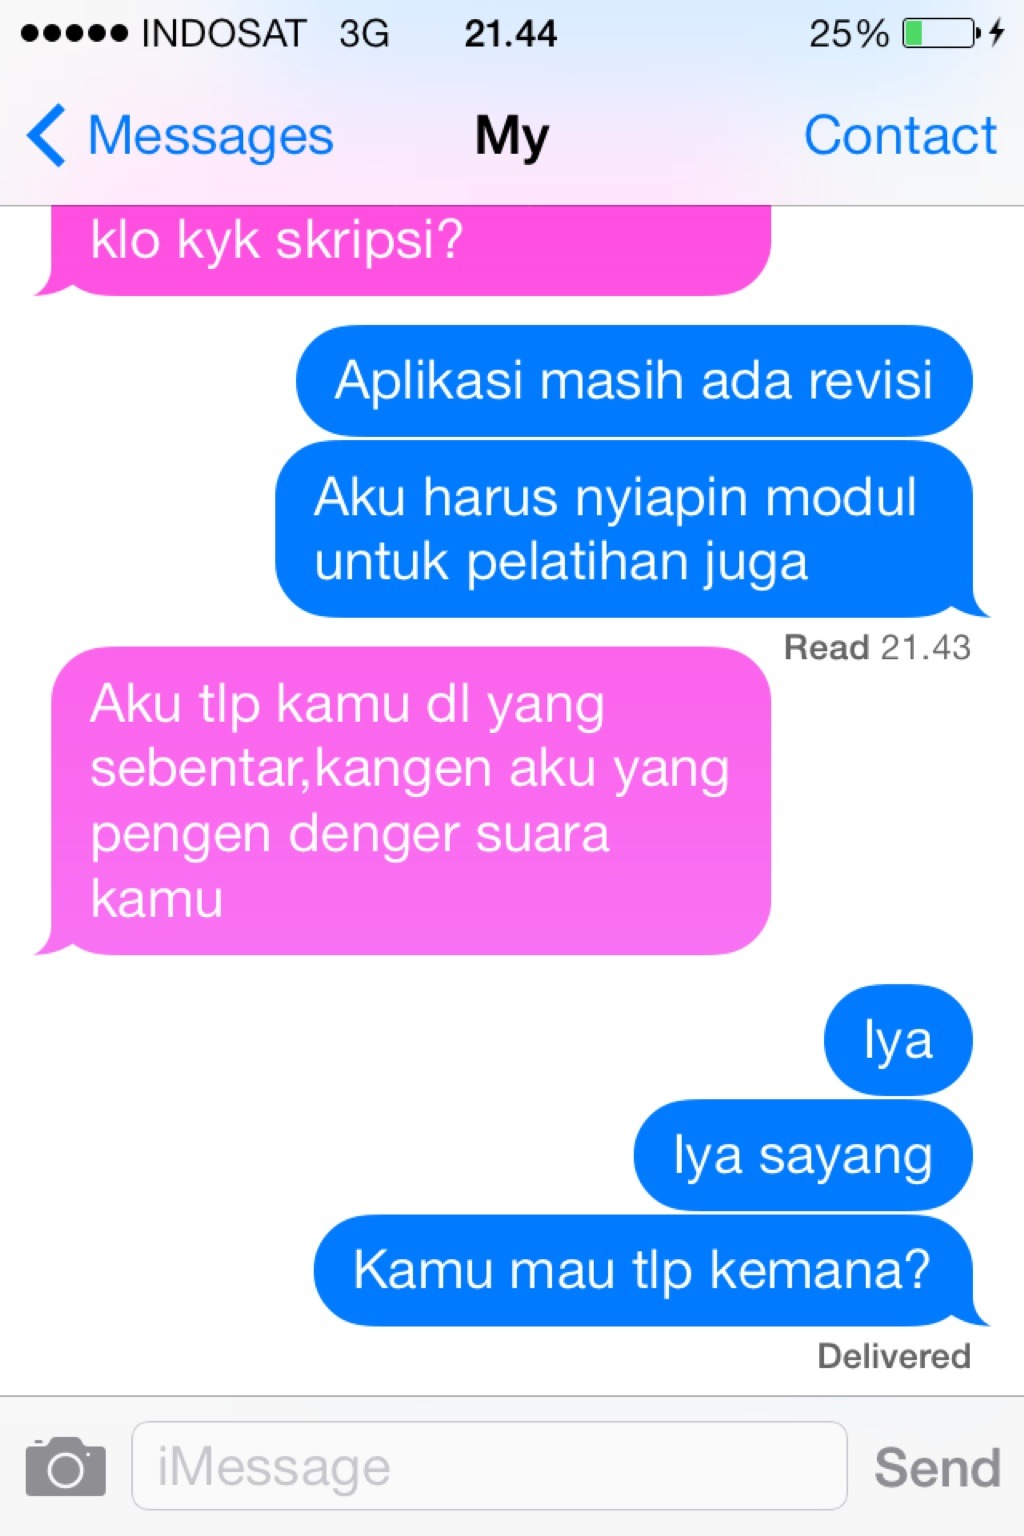 INDOSAT 3G 21.44 25%
Messages My Contact
klo kyk skripsi?
Aplikasi masih ada revisi
Aku harus nyiapin modul
untuk pelatihan juga
Read 21.43
Aku tlp kamu dl yang
sebentar,kangen aku yang
pengen denger suara
kamu
Iya
Iya sayang
Kamu mau tlp kemana?
Delivered
iMessage Send